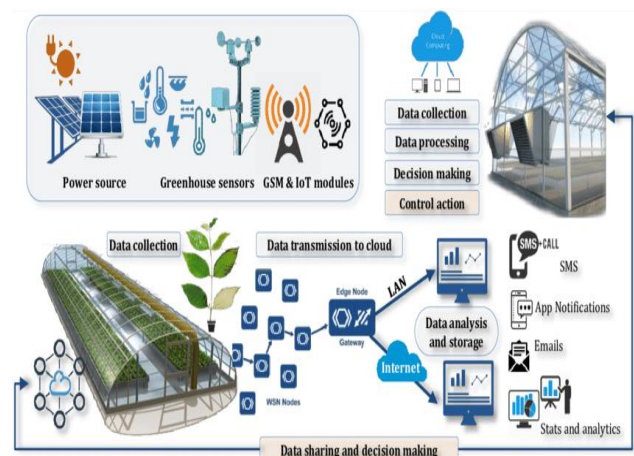 Cloud
Computing
Data collection
Data processing
Decision making
Control action
Power source
Greenhouse sensors
GSM & IoT modules
Data collection
Data transmission to cloud
Edge Node
Gateway
WSN Nodes
LAN
Internet
Data analysis
and storage
SMS+CALL
SMS
App Notifications
Emails
Stats and analytics
Data sharing and decision making